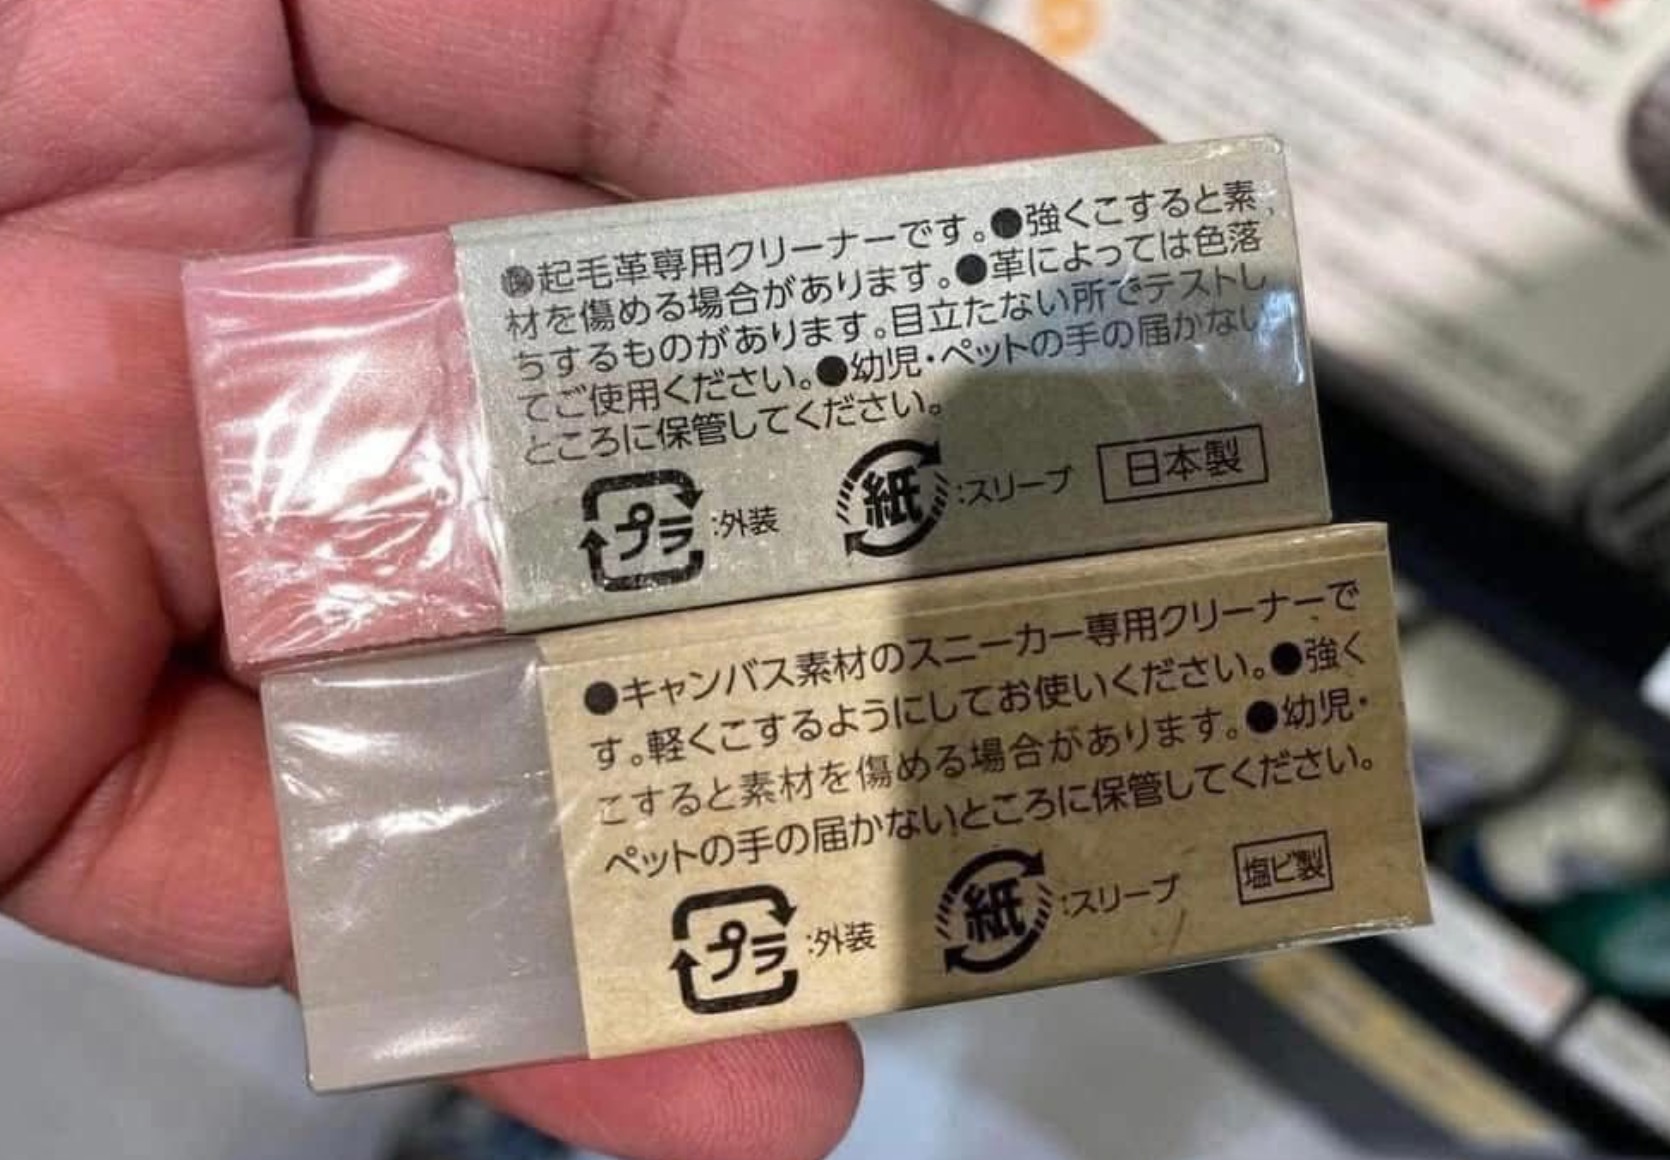 ●起毛革専用クリーナーです。●強くこすると素
材を傷める場合があります。●革によっては色落
ちするものがあります。目立たない所でテストし
てご使用ください。●幼児・ペットの手の届かない
ところに保管してください。
プラ :外装 紙 :スリーブ 日本製
●キャンバス素材のスニーカー専用クリーナーで
す。軽くこするようにしてお使いください。●強く
こすると素材を傷める場合があります。●幼児・
ペットの手の届かないところに保管してください。
プラ :外装 紙 :スリーブ 塩ビ製